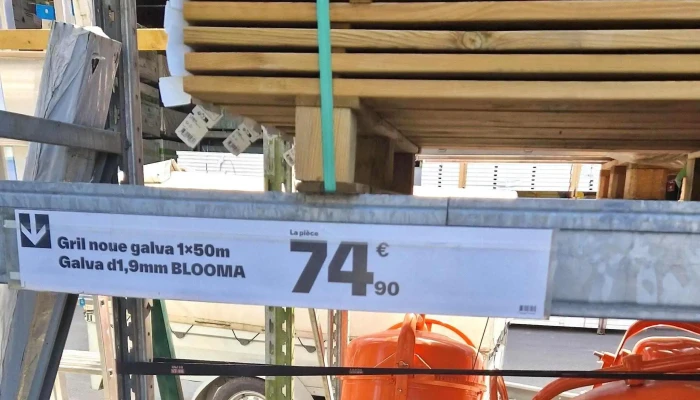 Gril noue galva 1×50m
Galva d1,9mm BLOOMA
La pièce
74€90